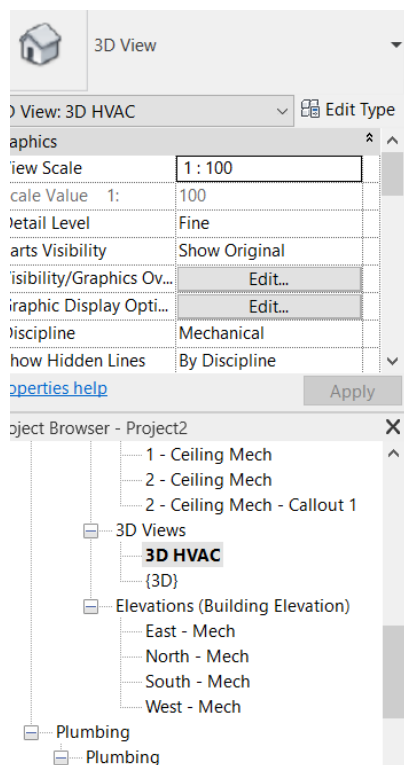 3D View
) View: 3D HVAC
Edit Type
aphics
iew Scale 1 : 100
cale Value 1: 100
etail Level Fine
arts Visibility Show Original
isibility/Graphics Ov... Edit...
raphic Display Opti... Edit...
iscipline Mechanical
how Hidden Lines By Discipline
operties help Apply
oject Browser - Project2
1 - Ceiling Mech
2 - Ceiling Mech
2 - Ceiling Mech - Callout 1
3D Views
3D HVAC
{3D}
Elevations (Building Elevation)
East - Mech
North - Mech
South - Mech
West - Mech
Plumbing
Plumbing